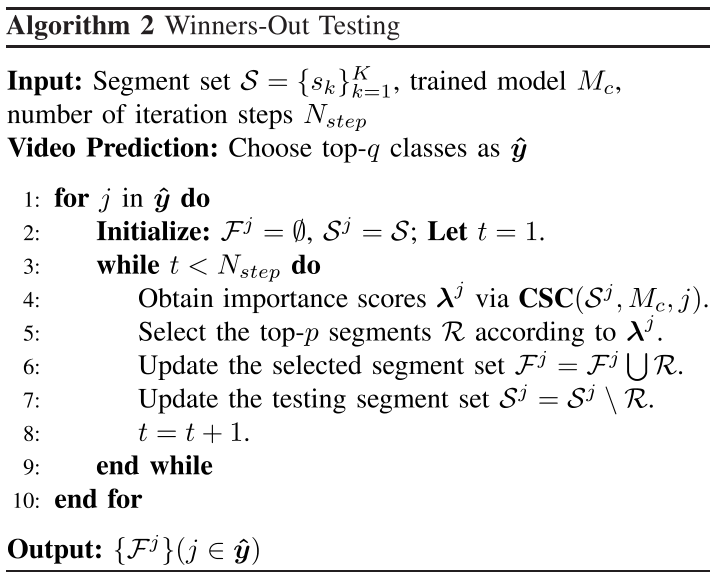 Algorithm 2 Winners-Out Testing
Input: Segment set $\mathcal{S} = \{s_k\}_{k=1}^{K}$, trained model $M_c$,
number of iteration steps $N_{step}$
Video Prediction: Choose top-$q$ classes as $\hat{\boldsymbol{y}}$
1: for $j$ in $\hat{\boldsymbol{y}}$ do
2: Initialize: $\mathcal{F}^j = \emptyset$, $\mathcal{S}^j = \mathcal{S}$; Let $t = 1$.
3: while $t < N_{step}$ do
4: Obtain importance scores $\boldsymbol{\lambda}^j$ via CSC($\mathcal{S}^j, M_c, j$).
5: Select the top-$p$ segments $\mathcal{R}$ according to $\boldsymbol{\lambda}^j$.
6: Update the selected segment set $\mathcal{F}^j = \mathcal{F}^j \bigcup \mathcal{R}$.
7: Update the testing segment set $\mathcal{S}^j = \mathcal{S}^j \setminus \mathcal{R}$.
8: $t = t + 1$.
9: end while
10: end for
Output: $\{\mathcal{F}^j\}(j \in \hat{\boldsymbol{y}})$